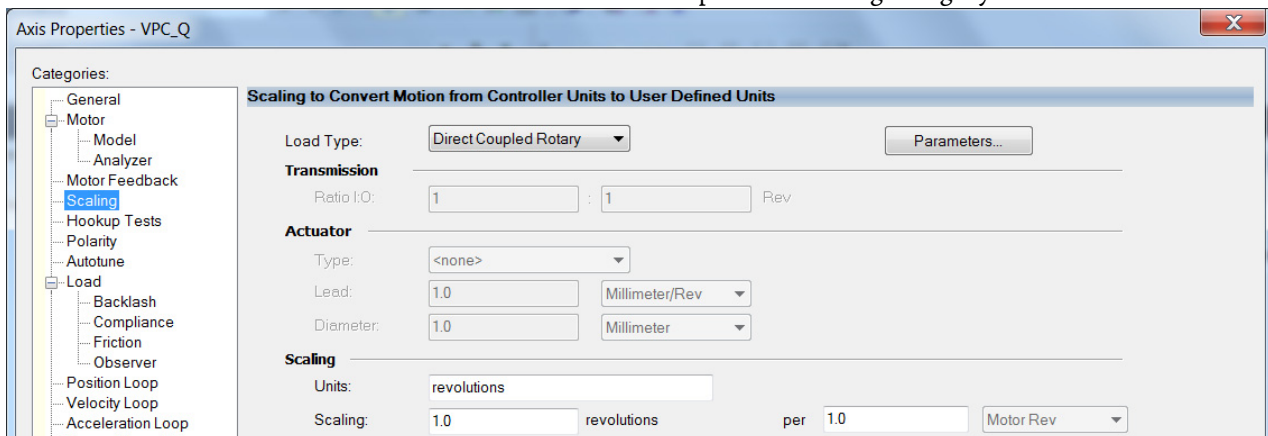 Axis Properties - VPC_Q
X
Categories:
General
Motor
Model
Analyzer
Motor Feedback
Scaling
Hookup Tests
Polarity
Autotune
Load
Backlash
Compliance
Friction
Observer
Position Loop
Velocity Loop
Acceleration Loop
Scaling to Convert Motion from Controller Units to User Defined Units
Load Type: Direct Coupled Rotary Parameters...
Transmission
Ratio I:O: 1 : 1 Rev
Actuator
Type: <none>
Lead: 1.0 Millimeter/Rev
Diameter: 1.0 Millimeter
Scaling
Units: revolutions
Scaling: 1.0 revolutions per 1.0 Motor Rev